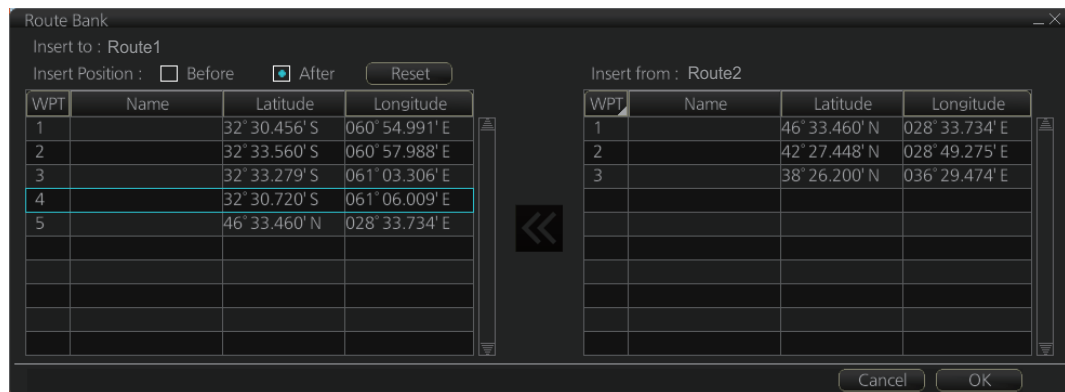 Route Bank
Insert to : Route1
Insert Position : Before After Reset Insert from : Route2
WPT Name Latitude Longitude WPT Name Latitude Longitude
1 32°30.456' S 060°54.991' E 1 46°33.460' N 028°33.734' E
2 32°33.560' S 060°57.988' E 2 42°27.448' N 028°49.275' E
3 32°33.279' S 061°03.306' E 3 38°26.200' N 036°29.474' E
4 32°30.720' S 061°06.009' E
5 46°33.460' N 028°33.734' E
Cancel OK